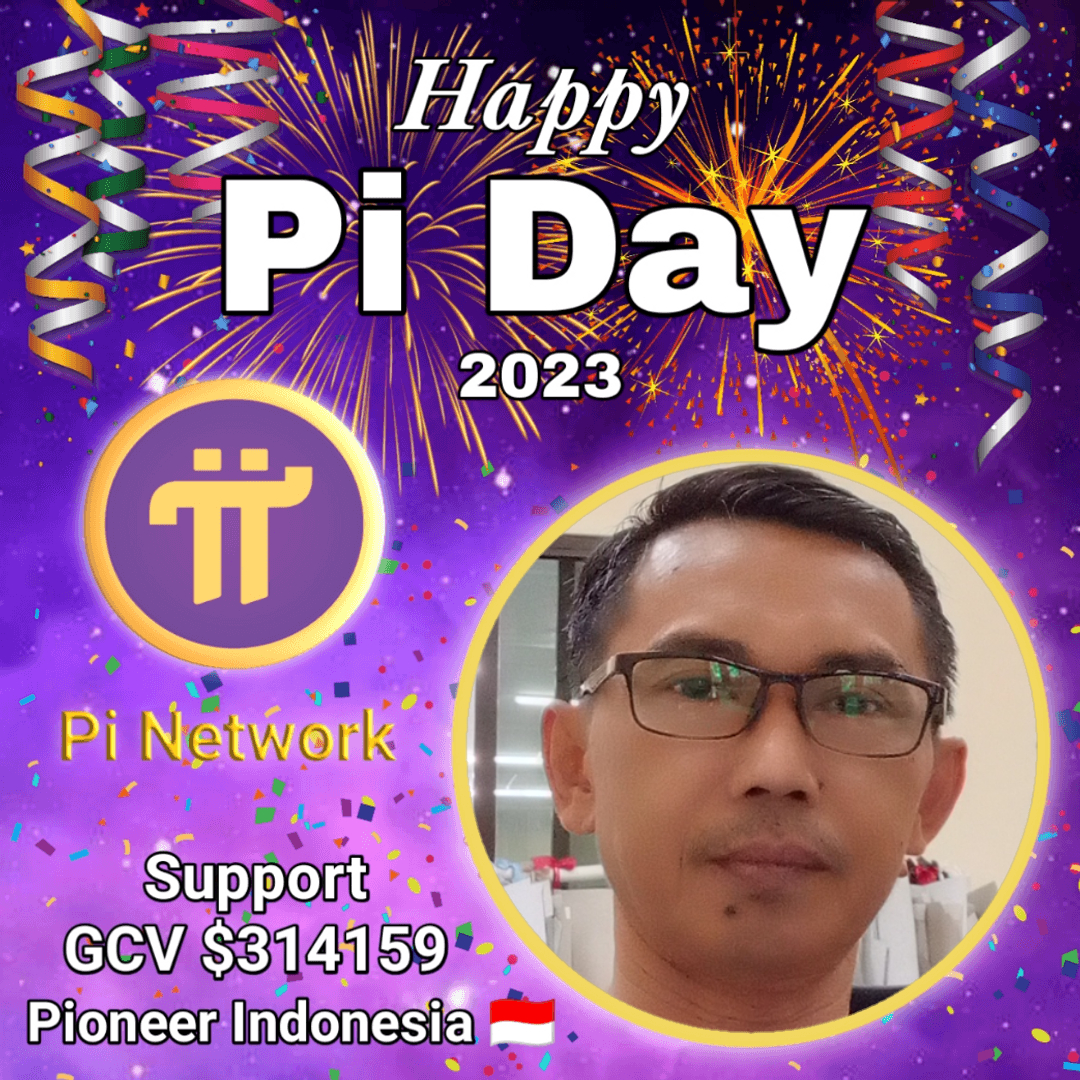 Happy
Pi Day
2023
Pi Network
Support
GCV $314159
Pioneer Indonesia 🇮🇩